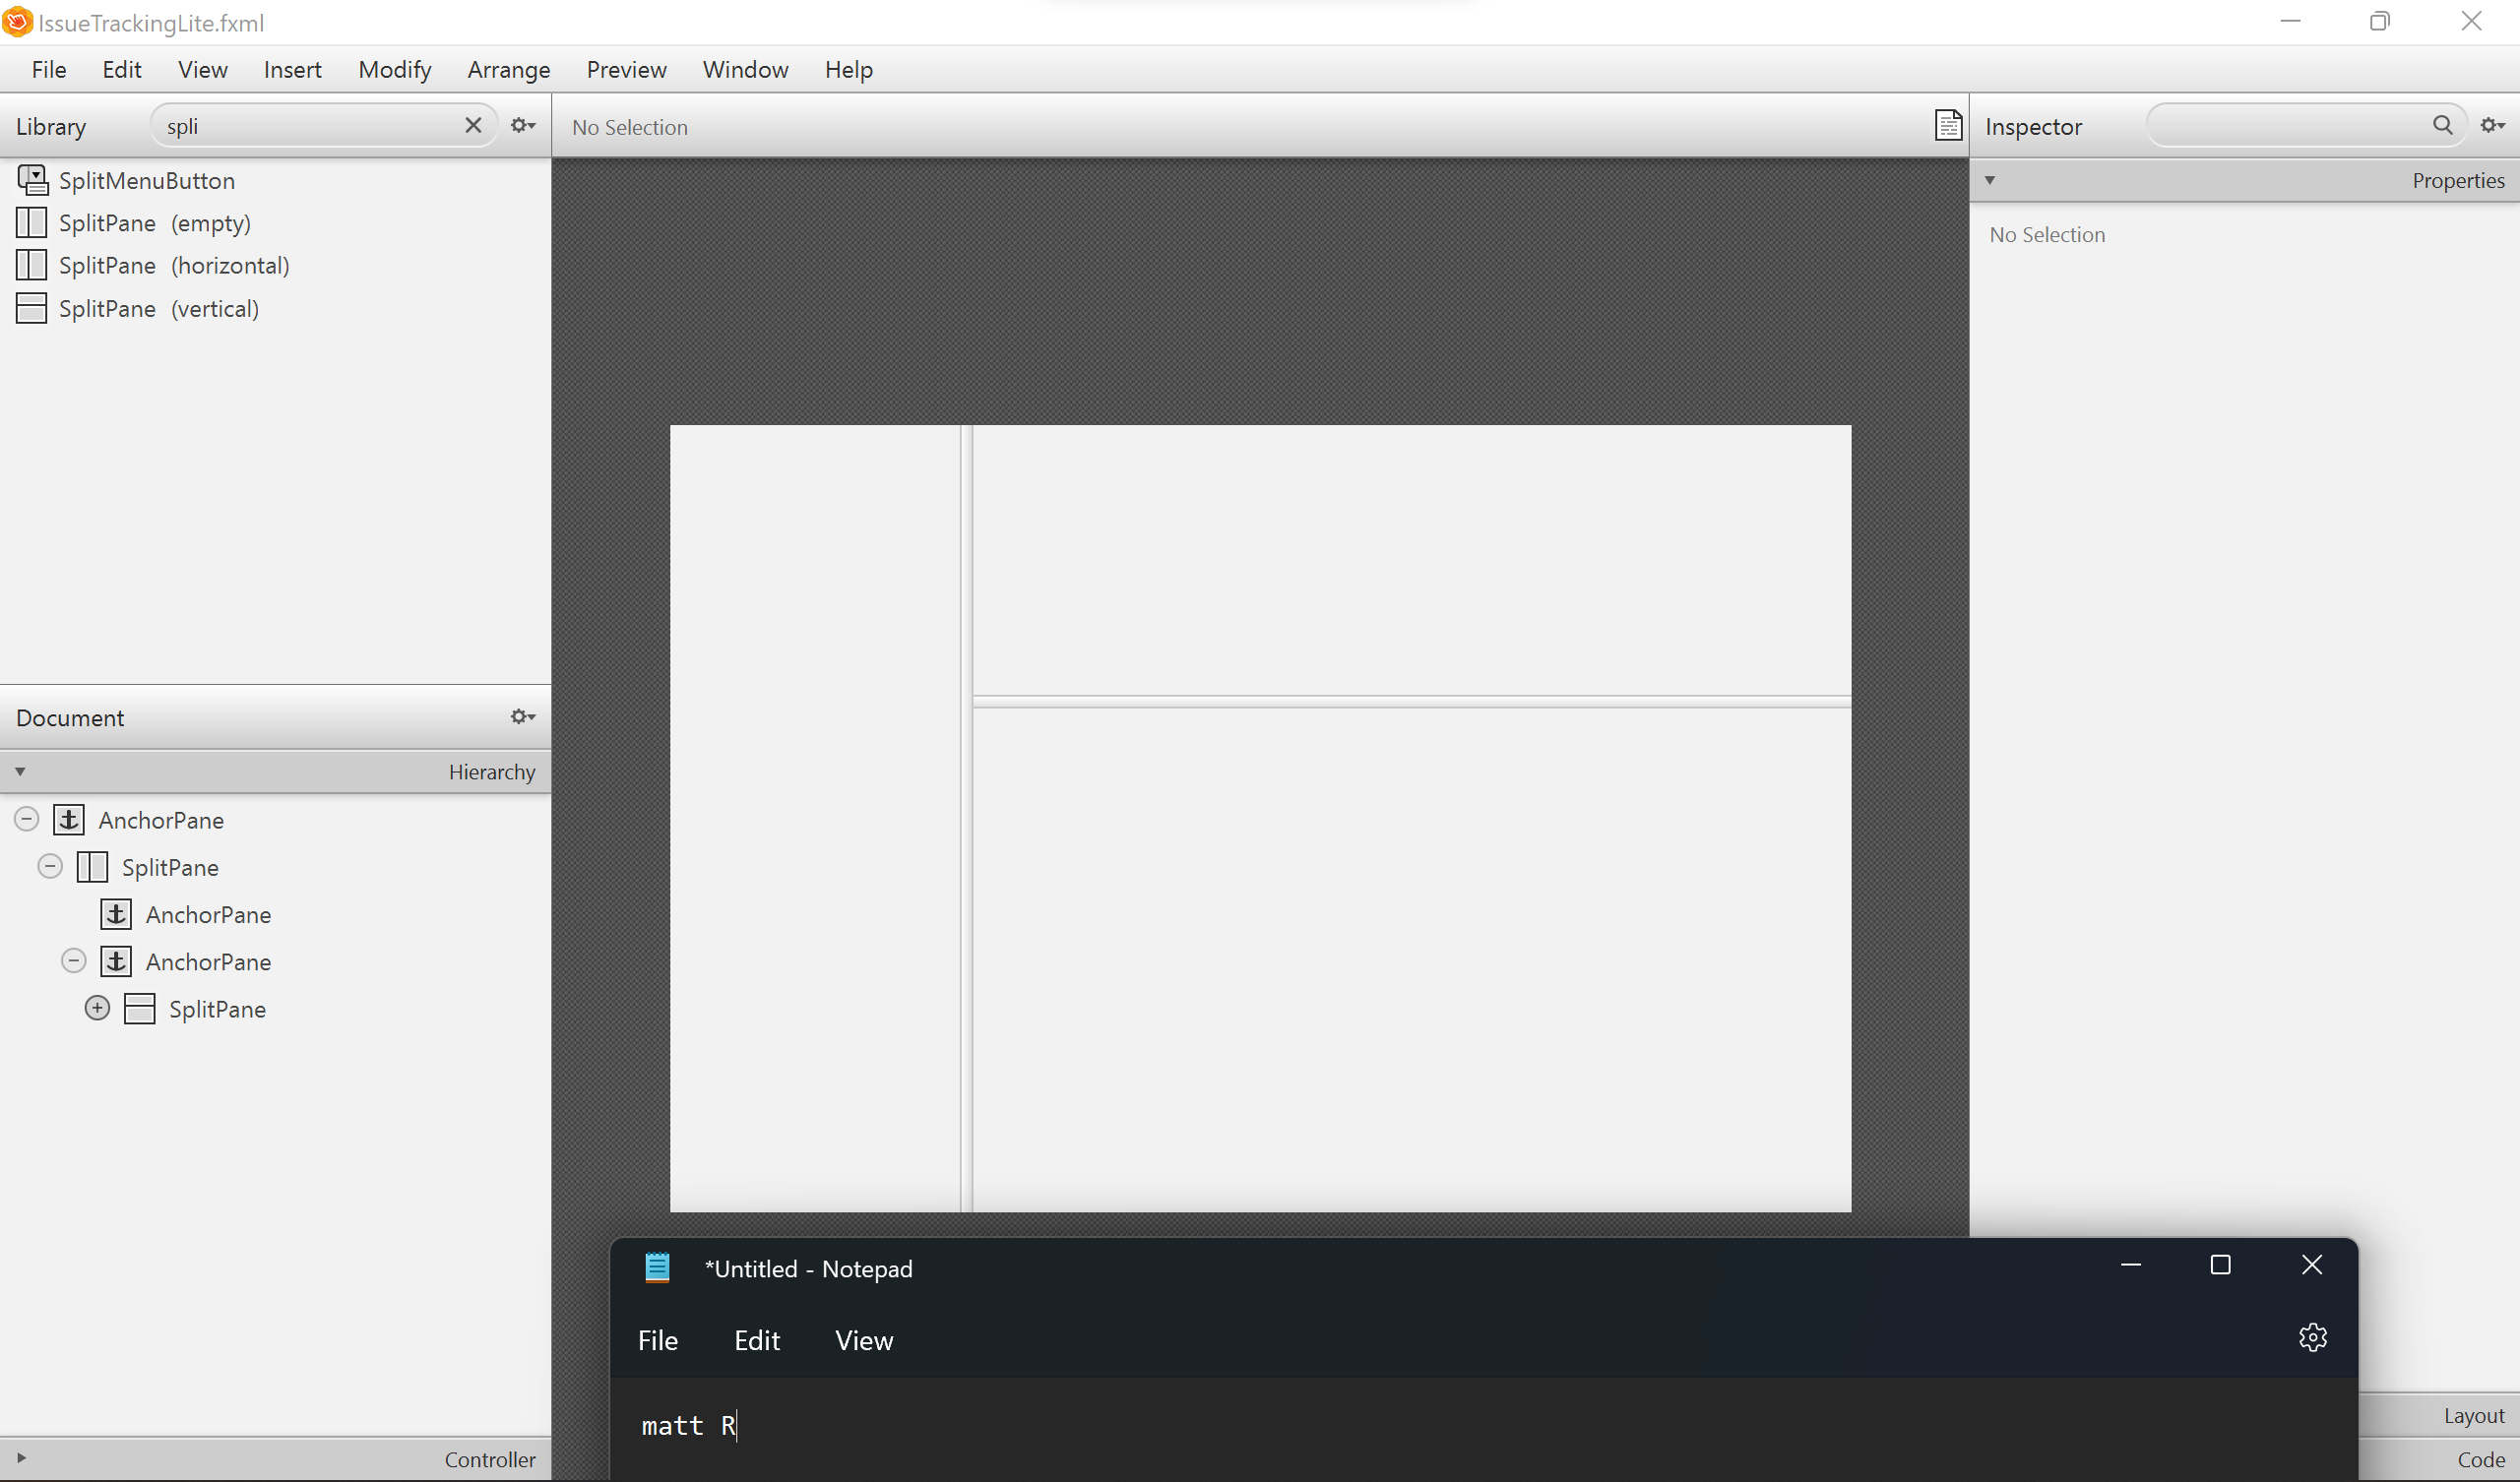 IssueTrackingLite.fxml
File Edit View Insert Modify Arrange Preview Window Help
Library spli
No Selection
Inspector
SplitMenuButton
SplitPane (empty)
SplitPane (horizontal)
SplitPane (vertical)
Properties
No Selection
Document
Hierarchy
AnchorPane
SplitPane
AnchorPane
AnchorPane
SplitPane
Controller
*Untitled - Notepad
File Edit View
matt R
Layout
Code